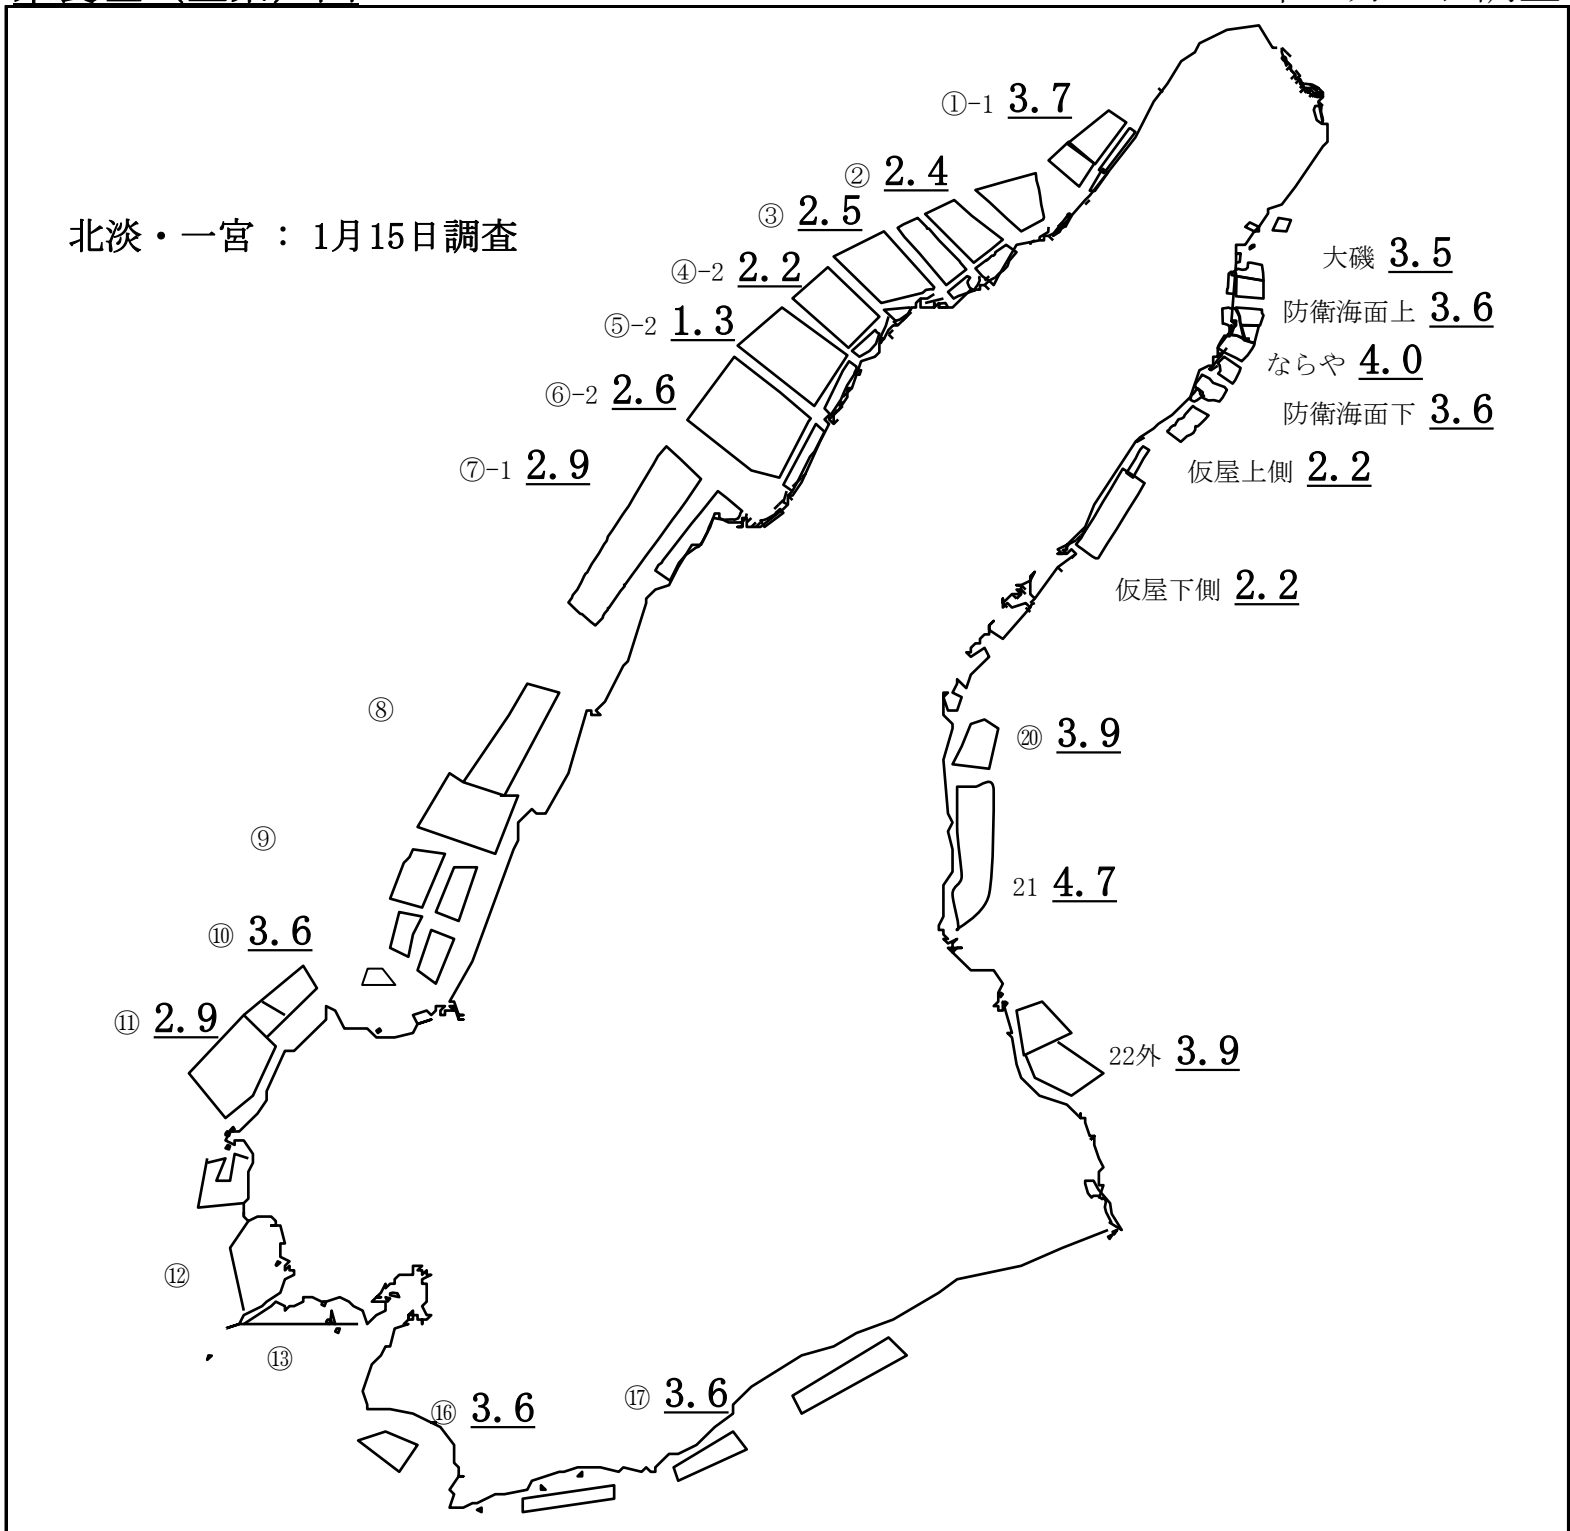 ①-1 3.7
② 2.4
③ 2.5
北淡・一宮 : 1月15日調査
④-2 2.2
大磯 3.5
⑤-2 1.3
防衛海面上 3.6
ならや 4.0
⑥-2 2.6
防衛海面下 3.6
⑦-1 2.9
仮屋上側 2.2
仮屋下側 2.2
⑧
⑳ 3.9
⑨
21 4.7
⑩ 3.6
⑪ 2.9
22外 3.9
⑫
⑬
⑯ 3.6
⑰ 3.6